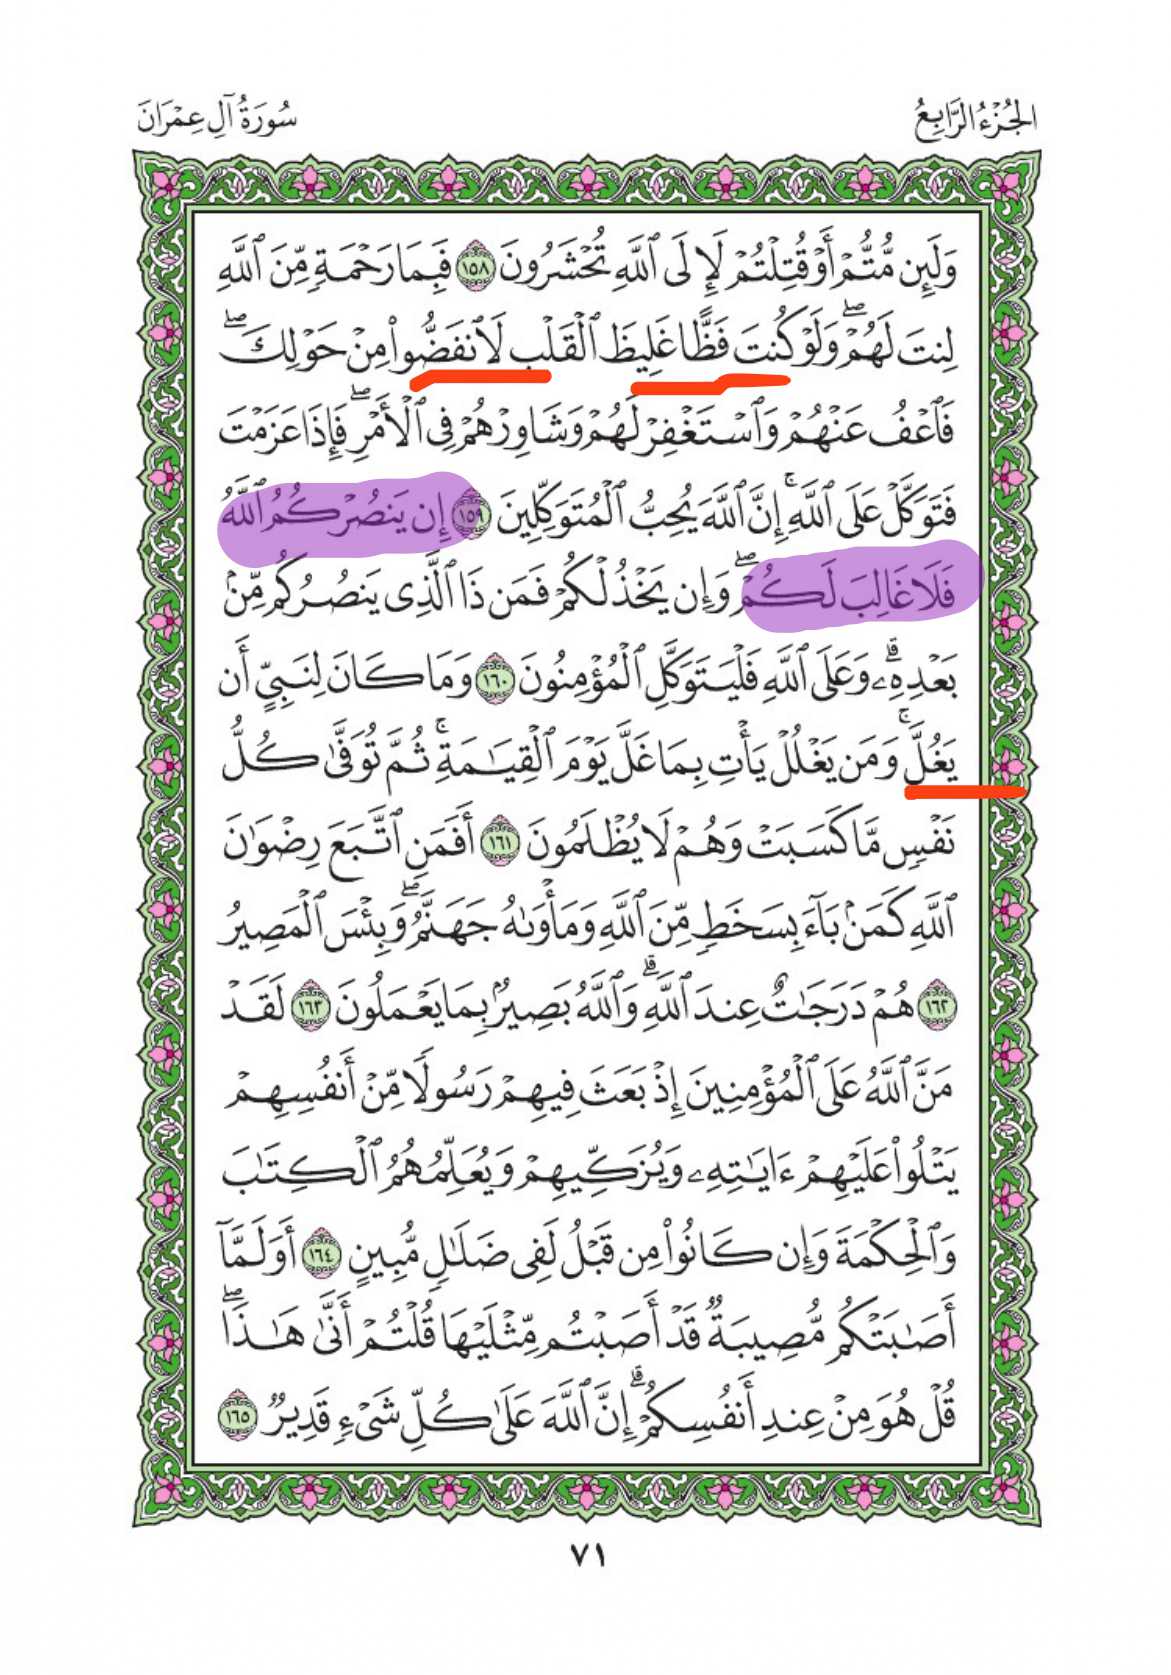 الجُزْءُ الرَّابِعُ
سُورَةُ آلِ عِمْرَانَ
وَلَئِن مُّتُّمْ أَوْ قُتِلْتُمْ لَإِلَى ٱللَّهِ تُحْشَرُونَ ١٥٨ فَبِمَا رَحْمَةٍ مِّنَ ٱللَّهِ
لِنتَ لَهُمْۖ وَلَوْ كُنتَ فَظًّا غَلِيظَ ٱلْقَلْبِ لَٱنفَضُّوا۟ مِنْ حَوْلِكَۖ
فَٱعْفُ عَنْهُمْ وَٱسْتَغْفِرْ لَهُمْ وَشَاوِرْهُمْ فِى ٱلْأَمْرِۖ فَإِذَا عَزَمْتَ
فَتَوَكَّلْ عَلَى ٱللَّهِۚ إِنَّ ٱللَّهَ يُحِبُّ ٱلْمُتَوَكِّلِينَ ١٥٩ إِن يَنصُرْكُمُ ٱللَّهُ
فَلَا غَالِبَ لَكُمْۖ وَإِن يَخْذُلْكُمْ فَمَن ذَا ٱلَّذِى يَنصُرُكُم مِّنۢ
بَعْدِهِۦۗ وَعَلَى ٱللَّهِ فَلْيَتَوَكَّلِ ٱلْمُؤْمِنُونَ ١٦٠ وَمَا كَانَ لِنَبِىٍّ أَن
يَغُلَّۚ وَمَن يَغْلُلْ يَأْتِ بِمَا غَلَّ يَوْمَ ٱلْقِيَـٰمَةِۚ ثُمَّ تُوَفَّىٰ كُلُّ
نَفْسٍ مَّا كَسَبَتْ وَهُمْ لَا يُظْلَمُونَ ١٦١ أَفَمَنِ ٱتَّبَعَ رِضْوَٰنَ
ٱللَّهِ كَمَنۢ بَآءَ بِسَخَطٍ مِّنَ ٱللَّهِ وَمَأْوَىٰهُ جَهَنَّمُۖ وَبِئْسَ ٱلْمَصِيرُ
١٦٢ هُمْ دَرَجَـٰتٌ عِندَ ٱللَّهِۗ وَٱللَّهُ بَصِيرٌۢ بِمَا يَعْمَلُونَ ١٦٣ لَقَدْ
مَنَّ ٱللَّهُ عَلَى ٱلْمُؤْمِنِينَ إِذْ بَعَثَ فِيهِمْ رَسُولًا مِّنْ أَنفُسِهِمْ
يَتْلُوا۟ عَلَيْهِمْ ءَايَـٰتِهِۦ وَيُزَكِّيهِمْ وَيُعَلِّمُهُمُ ٱلْكِتَـٰبَ
وَٱلْحِكْمَةَ وَإِن كَانُوا۟ مِن قَبْلُ لَفِى ضَلَـٰلٍ مُّبِينٍ ١٦٤ أَوَلَمَّآ
أَصَـٰبَتْكُم مُّصِيبَةٌ قَدْ أَصَبْتُم مِّثْلَيْهَا قُلْتُمْ أَنَّىٰ هَـٰذَاۖ
قُلْ هُوَ مِنْ عِندِ أَنفُسِكُمْۗ إِنَّ ٱللَّهَ عَلَىٰ كُلِّ شَىْءٍ قَدِيرٌ ١٦٥
٧١